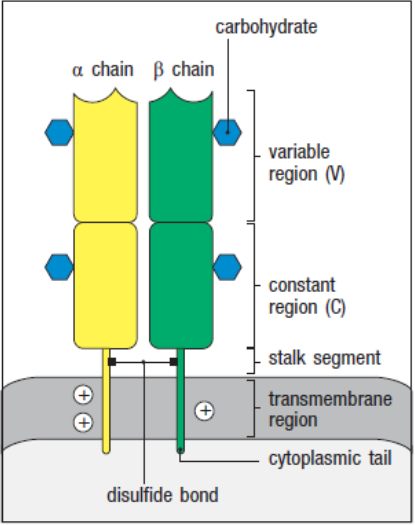 carbohydrate
α chain
β chain
variable
region (V)
constant
region (C)
stalk segment
+
+
+
transmembrane
region
cytoplasmic tail
disulfide bond